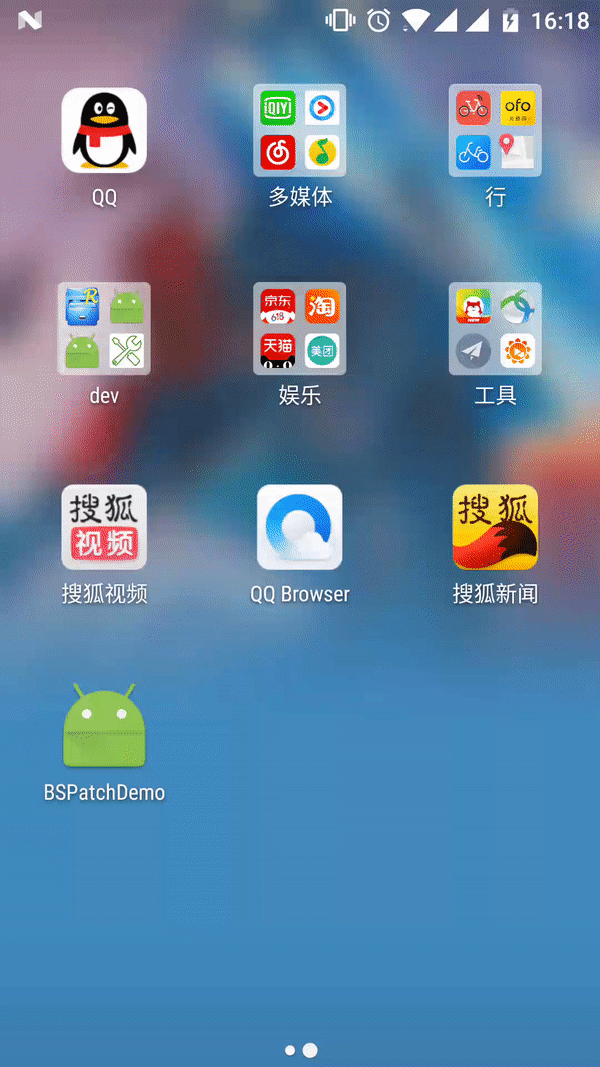 16:18
QIYI
ofo
QQ
多媒体
行
R
京东
618
淘
天猫
美团
dev
娱乐
工具
搜狐
视频
搜狐
搜狐视频
QQ Browser
搜狐新闻
BSPatchDemo